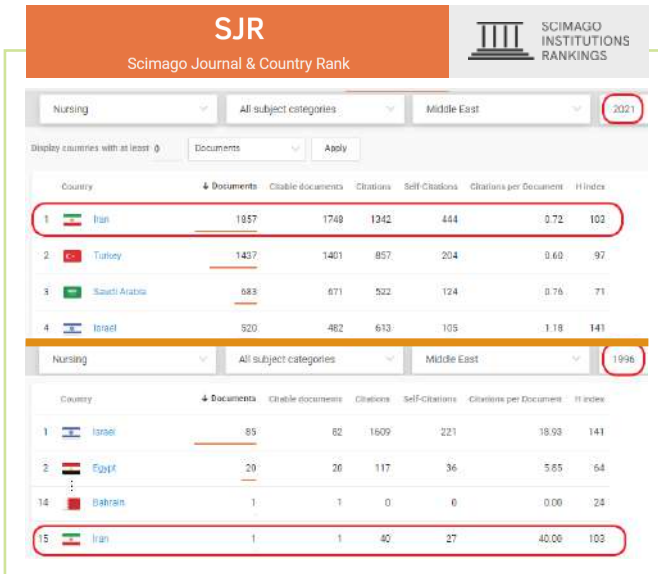 SJR
Scimago Journal & Country Rank
SCIMAGO
INSTITUTIONS
RANKINGS
Nursing All subject categories Middle East 2021
Display countries with at least 0 Documents Apply
Country ↓ Documents Citable documents Citations Self-Citations Citations per Document H index
1 Iran 1857 1748 1342 444 0.72 103
2 Turkey 1437 1401 857 204 0.60 97
3 Saudi Arabia 683 671 522 124 0.76 71
4 Israel 520 482 613 105 1.18 141
Nursing All subject categories Middle East 1996
Country ↓ Documents Citable documents Citations Self-Citations Citations per Document H index
1 Israel 85 82 1609 221 18.93 141
2 Egypt 20 20 117 36 5.85 64
14 Bahrain 1 1 0 0 0.00 24
15 Iran 1 1 40 27 40.00 103